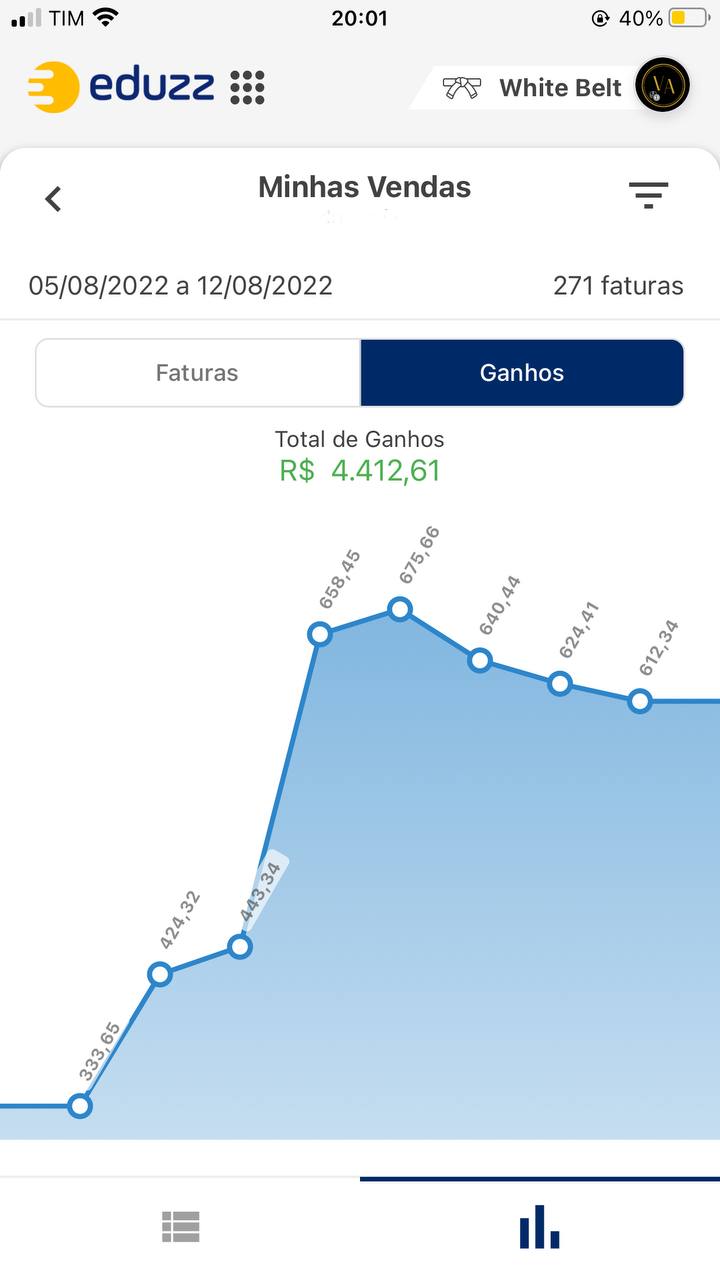 TIM 20:01 40%
eduzz White Belt VA
Minhas Vendas
05/08/2022 a 12/08/2022 271 faturas
Faturas Ganhos
Total de Ganhos
R$ 4.412,61
333,65
424,32
443,34
658,45
675,66
640,44
624,41
612,34